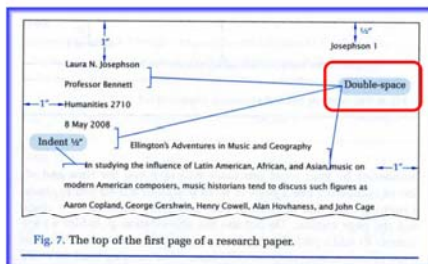 ½"
1"
Josephson 1
Laura N. Josephson
Professor Bennett
Double-space
1"
Humanities 2710
8 May 2008
Indent ½"
Ellington's Adventures in Music and Geography
In studying the influence of Latin American, African, and Asian music on
1"
modern American composers, music historians tend to discuss such figures as
Aaron Copland, George Gershwin, Henry Cowell, Alan Hovhaness, and John Cage
Fig. 7. The top of the first page of a research paper.